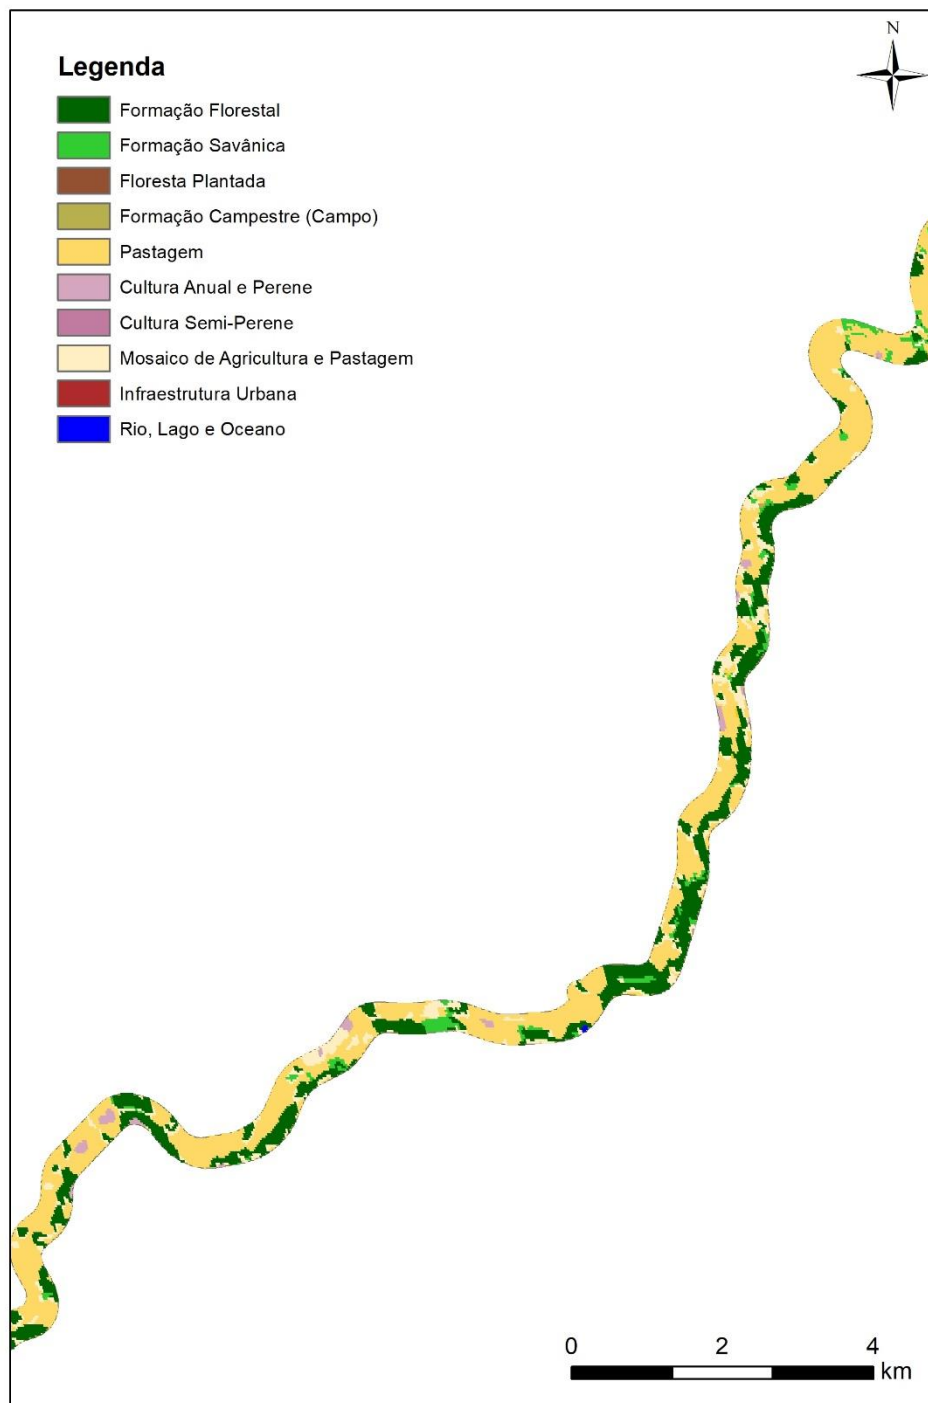 N
Legenda
Formação Florestal
Formação Savânica
Floresta Plantada
Formação Campestre (Campo)
Pastagem
Cultura Anual e Perene
Cultura Semi-Perene
Mosaico de Agricultura e Pastagem
Infraestrutura Urbana
Rio, Lago e Oceano
0 2 4
km